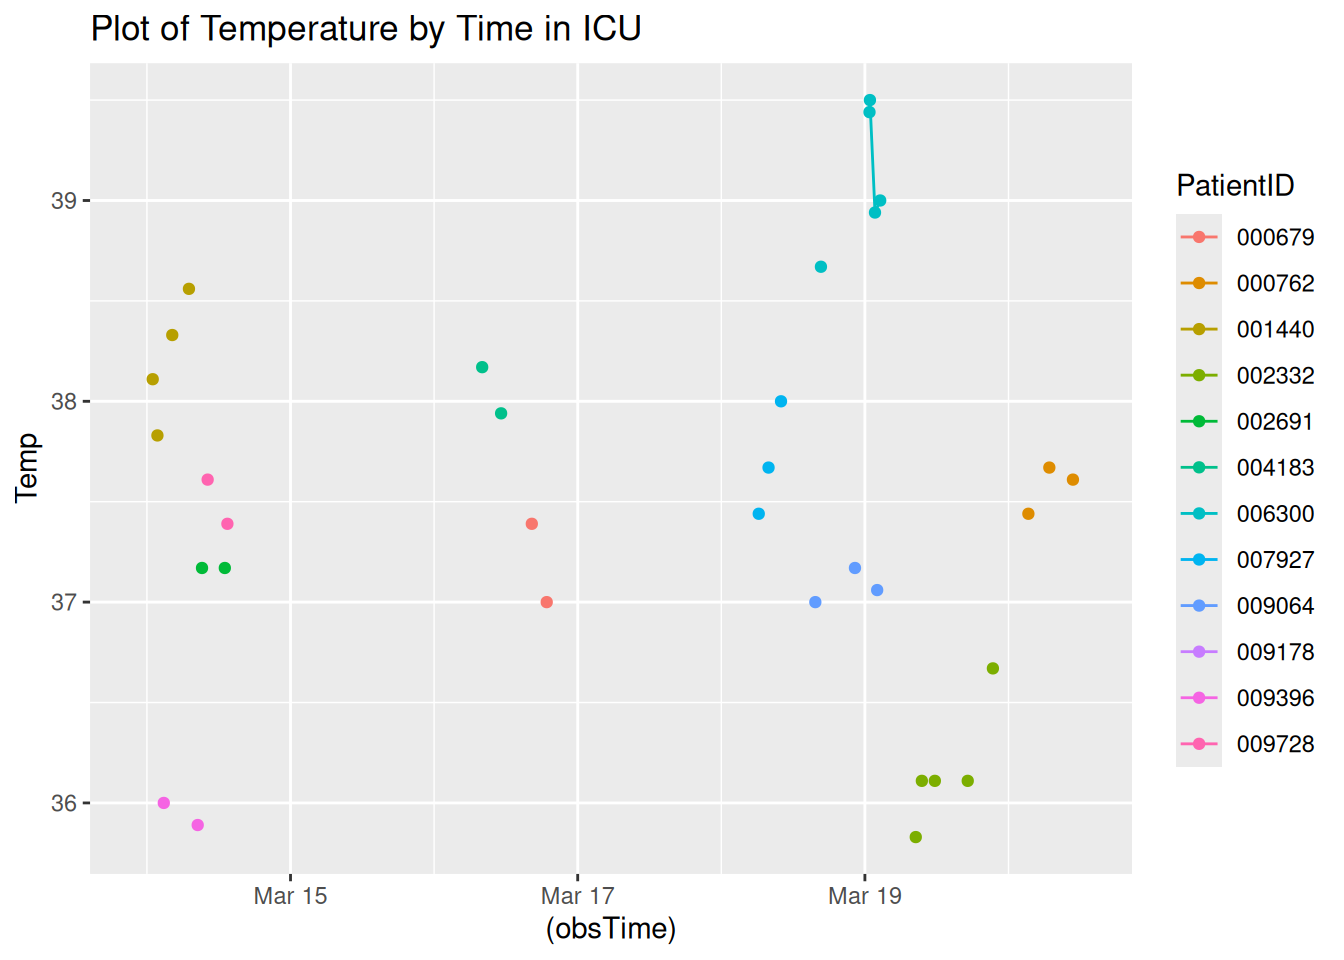 Plot of Temperature by Time in ICU
Temp
39
38
37
36
Mar 15
Mar 17
Mar 19
(obsTime)
PatientID
000679
000762
001440
002332
002691
004183
006300
007927
009064
009178
009396
009728